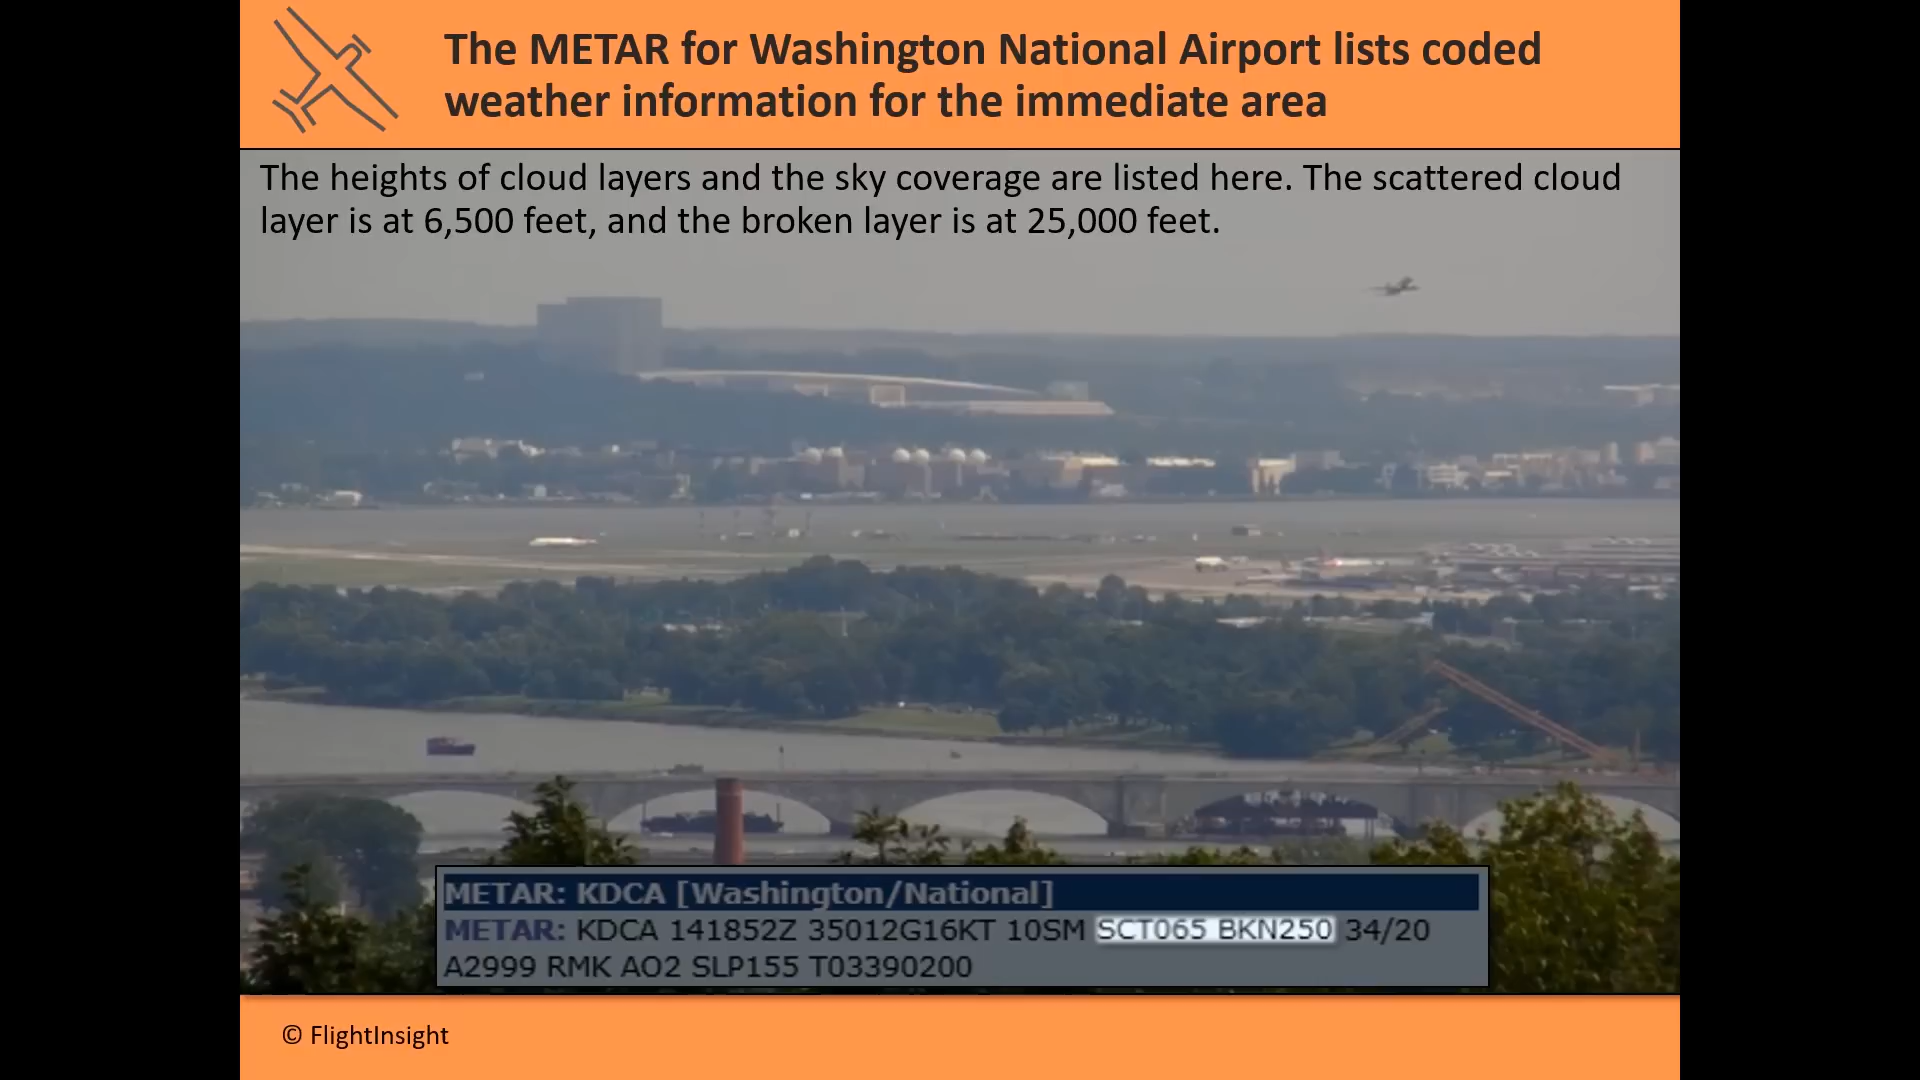 The METAR for Washington National Airport lists coded
weather information for the immediate area
The heights of cloud layers and the sky coverage are listed here. The scattered cloud
layer is at 6,500 feet, and the broken layer is at 25,000 feet.
METAR: KDCA [Washington/National]
METAR: KDCA 141852Z 35012G16KT 10SM SCT065 BKN250 34/20
A2999 RMK AO2 SLP155 T03390200
© FlightInsight